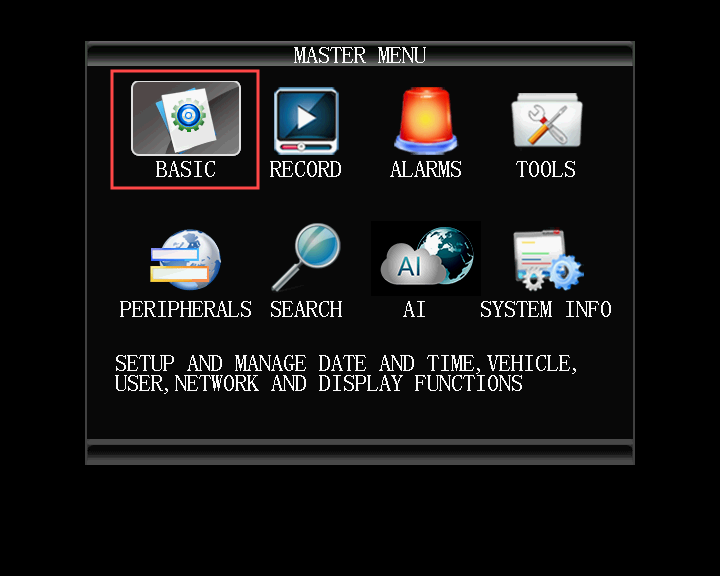 MASTER MENU
BASIC RECORD ALARMS TOOLS
AI
PERIPHERALS SEARCH AI SYSTEM INFO
SETUP AND MANAGE DATE AND TIME,VEHICLE,
USER,NETWORK AND DISPLAY FUNCTIONS